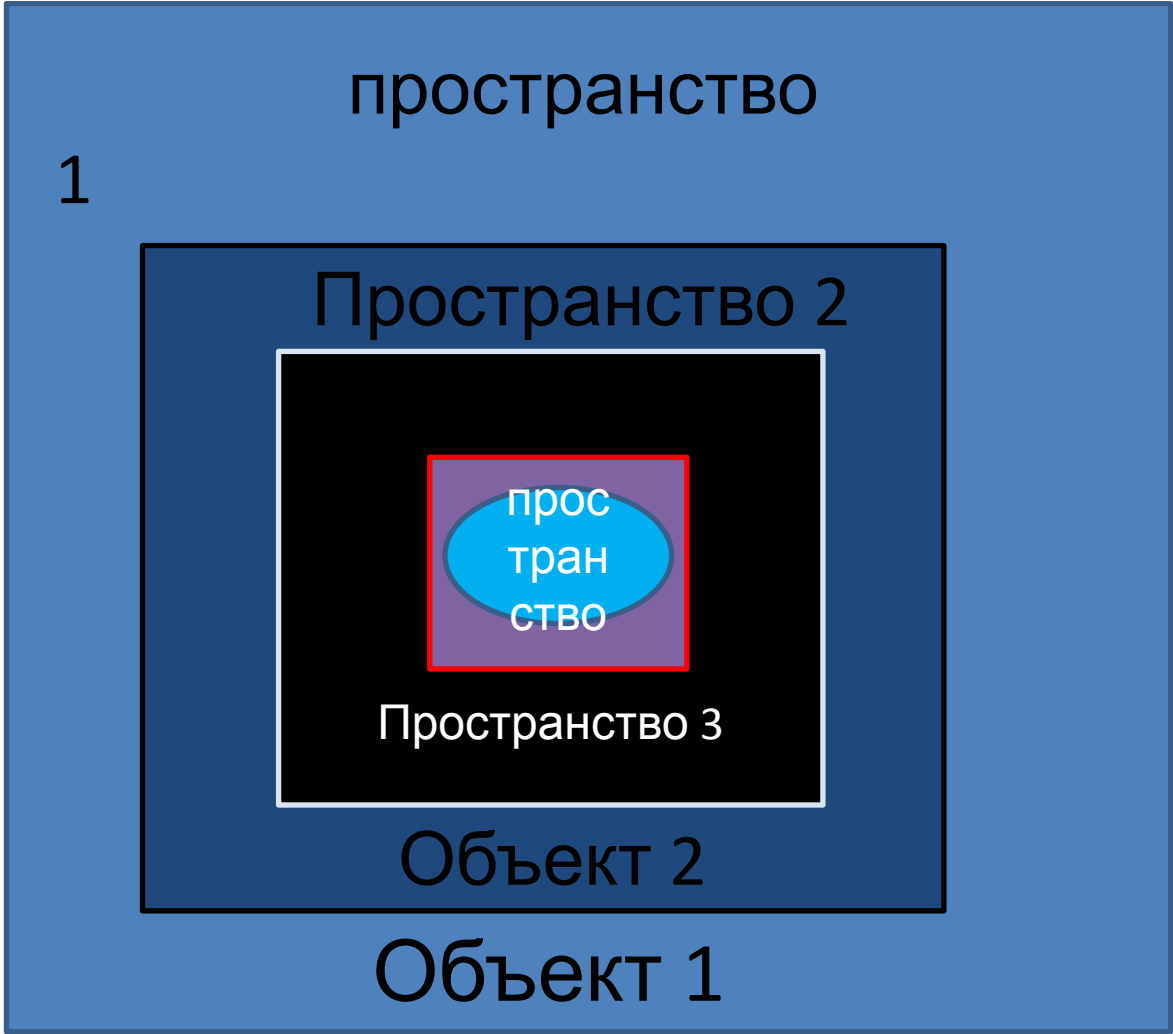 пространство
1
Пространство 2
прос
тран
ство
Пространство 3
Объект 2
Объект 1